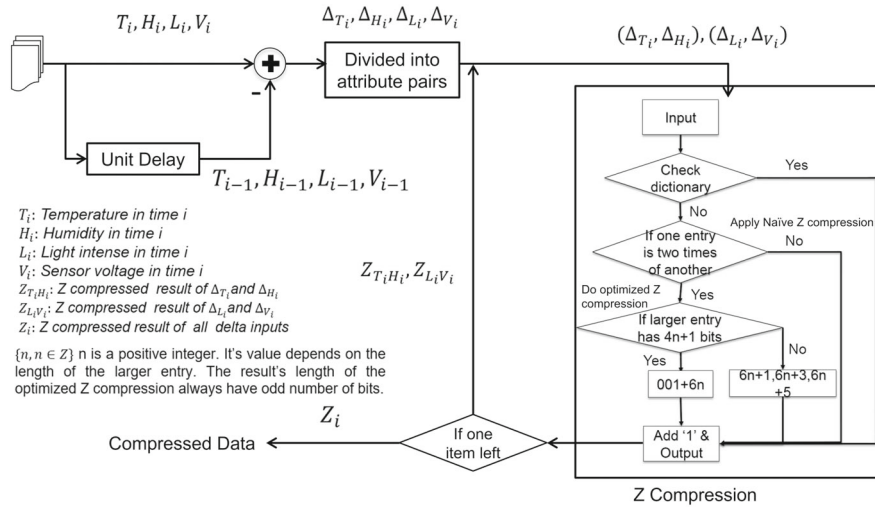 T_i, H_i, L_i, V_i
Δ_{T_i}, Δ_{H_i}, Δ_{L_i}, Δ_{V_i}
(Δ_{T_i}, Δ_{H_i}), (Δ_{L_i}, Δ_{V_i})
+
-
Divided into
attribute pairs
Unit Delay
T_{i-1}, H_{i-1}, L_{i-1}, V_{i-1}
T_i: Temperature in time i
H_i: Humidity in time i
L_i: Light intense in time i
V_i: Sensor voltage in time i
Z_{T_iH_i}: Z compressed result of Δ_{T_i} and Δ_{H_i}
Z_{L_iV_i}: Z compressed result of Δ_{L_i} and Δ_{V_i}
Z_i: Z compressed result of all delta inputs
{n, n ∈ Z} n is a positive integer. It's value depends on the
length of the larger entry. The result's length of the
optimized Z compression always have odd number of bits.
Z_{T_iH_i}, Z_{L_iV_i}
Input
Check
dictionary
Yes
No
Apply Naïve Z compression
If one entry
is two times
of another
No
Do optimized Z
compression
Yes
If larger entry
has 4n+1 bits
Yes
No
001+6n
6n+1,6n+3,6n
+5
Add '1' &
Output
If one
item left
Z_i
Compressed Data
Z Compression